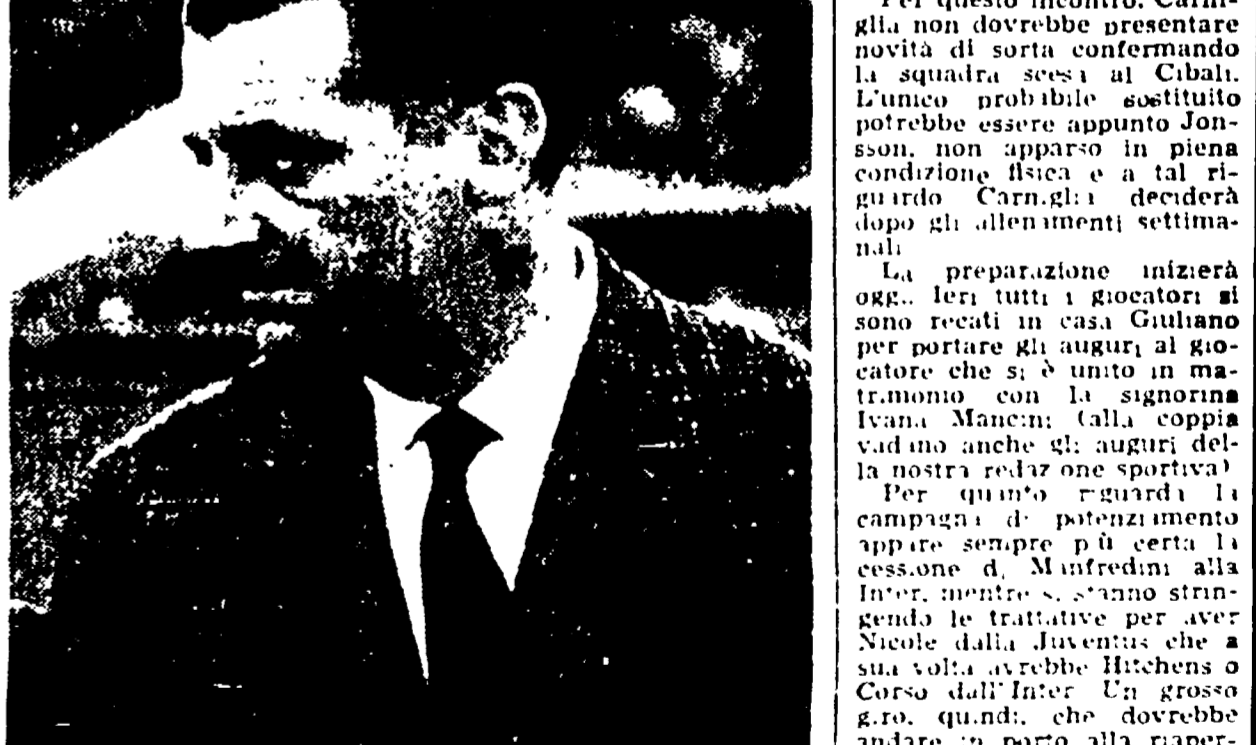 Per questo incontro. Carni-
glia non dovrebbe presentare
novità di sorta confermando
la squadra scesa al Cibali.
L'unico probabile sostituito
potrebbe essere appunto Jon-
sson, non apparso in piena
condizione fisica e a tal ri-
guardo Carniglia deciderà
dopo gli allenamenti settima-
nali
La preparazione inizierà
oggi. Ieri tutti i giocatori si
sono recati in casa Giuliano
per portare gli auguri al gio-
catore che si è unito in ma-
trimonio con la signorina
Ivana Mancini (alla coppia
vadano anche gli auguri del-
la nostra redazione sportiva)
Per quanto riguarda la
campagna di potenziamento
appare sempre più certa la
cessione di Manfredini alla
Inter, mentre si stanno strin-
gendo le trattative per aver
Nicole dalla Juventus che a
sua volta avrebbe Hitchens o
Corso dall'Inter Un grosso
giro, quindi, che dovrebbe
andare in porto alla riaper-